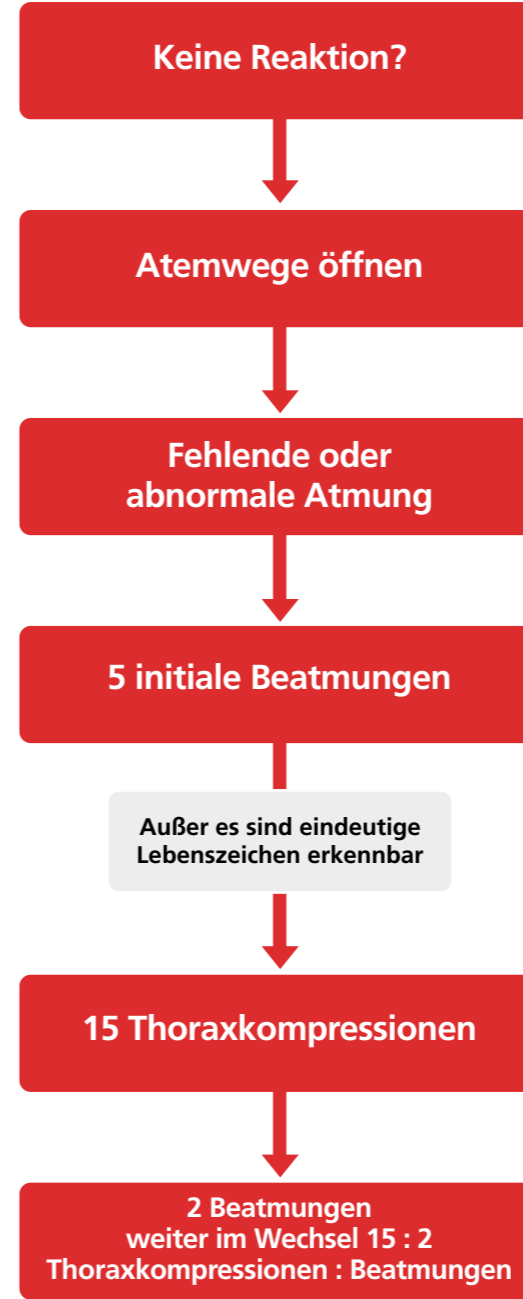 Keine Reaktion?
Atemwege öffnen
Fehlende oder
abnormale Atmung
5 initiale Beatmungen
Außer es sind eindeutige
Lebenszeichen erkennbar
15 Thoraxkompressionen
2 Beatmungen
weiter im Wechsel 15 : 2
Thoraxkompressionen : Beatmungen